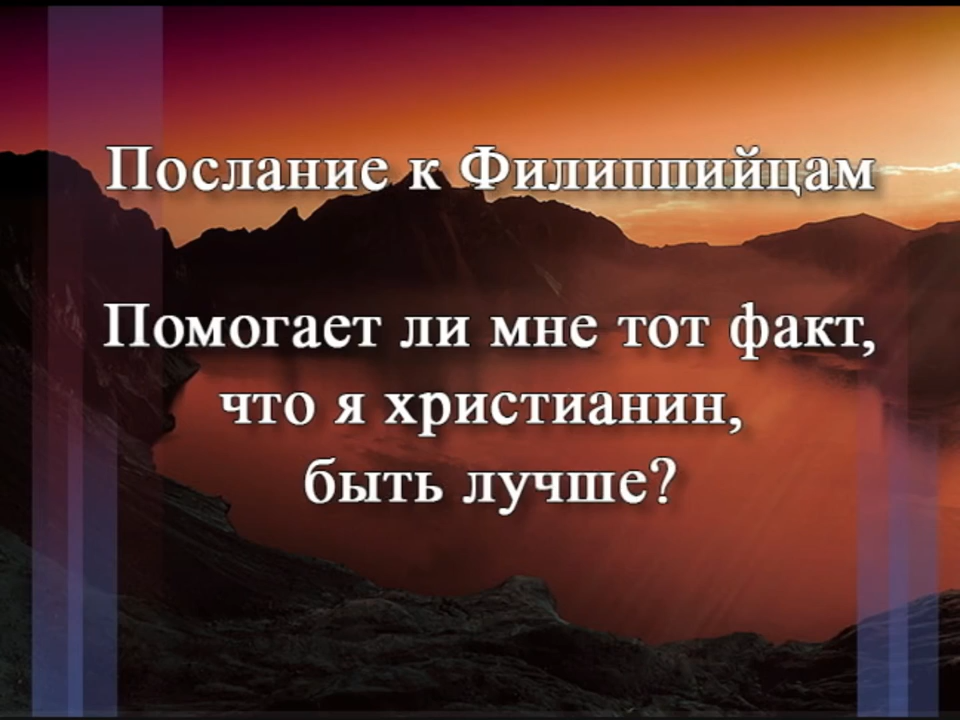 Послание к Филиппийцам
Помогает ли мне тот факт,
что я христианин,
быть лучше?